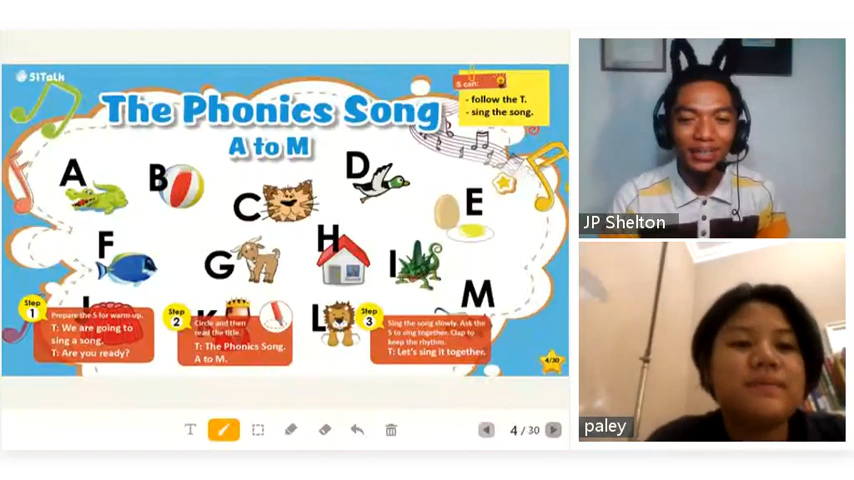 51Talk
The Phonics Song
A to M
S can:
- follow the T.
- sing the song.
A
B
C
D
E
F
G
H
I
L
M
Step
1
Prepare the S for warm-up.
T: We are going to
sing a song.
T: Are you ready?
Step
2
Circle and then
read the title.
T: The Phonics Song.
A to M.
Step
3
Sing the song slowly. Ask the
S to sing together. Clap to
keep the rhythm.
T: Let's sing it together.
4/30
T
4 / 30
JP Shelton
paley